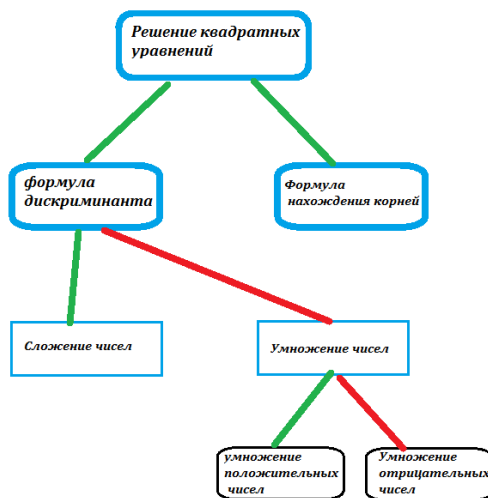 Решение квадратных
уравнений
формула
дискриминанта
Формула
нахождения корней
Сложение чисел
Умножение чисел
умножение
положительных
чисел
Умножение
отрицательных
чисел